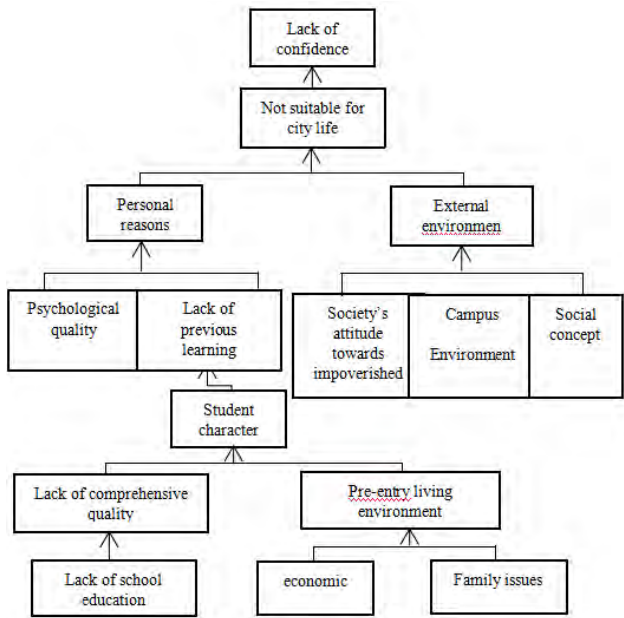 Lack of
confidence
Not suitable for
city life
Personal
reasons
External
environmen
Psychological
quality
Lack of
previous
learning
Society's
attitude
towards
impoverished
Campus
Environment
Social
concept
Student
character
Lack of comprehensive
quality
Pre-entry living
environment
Lack of school
education
economic
Family issues